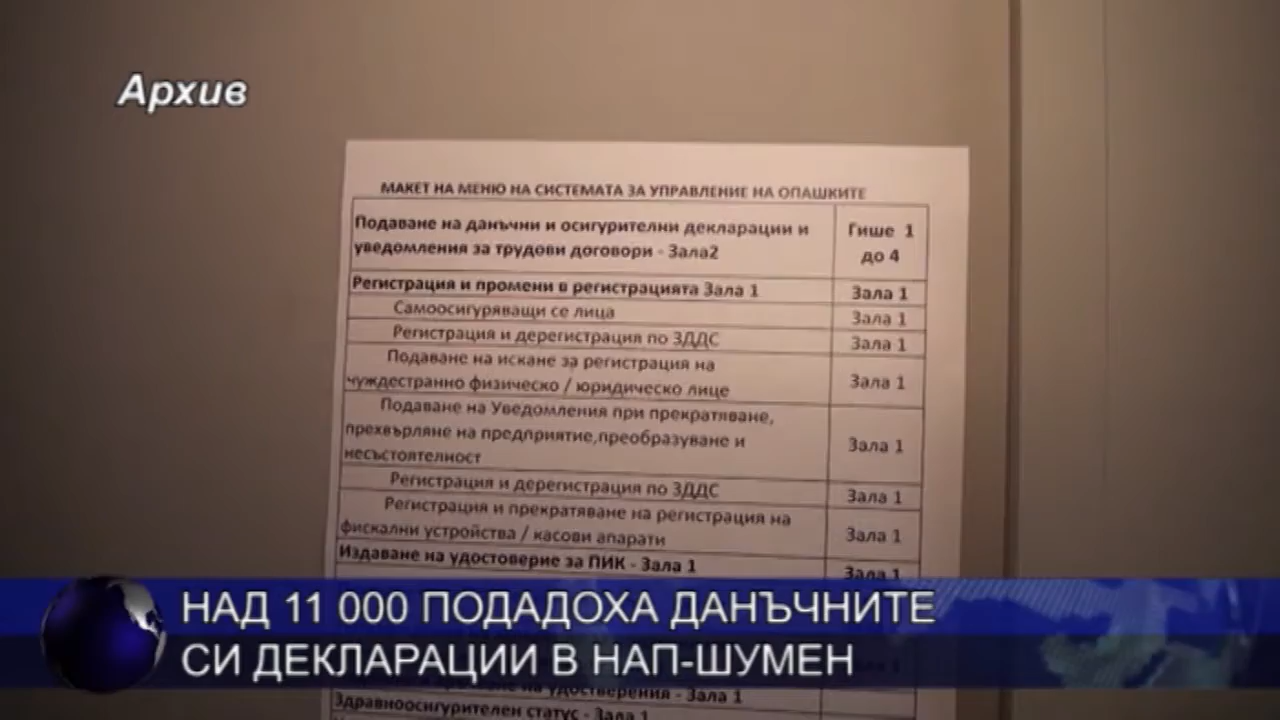 Архив
МАКЕТ НА МЕНЮ НА СИСТЕМАТА ЗА УПРАВЛЕНИЕ НА ОПАШКИТЕ
Подаване на данъчни и осигурителни декларации и
уведомления за трудови договори - Зала2
Гише 1
до 4
Регистрация и промени в регистрацията Зала 1
Зала 1
Самоосигуряващи се лица
Зала 1
Регистрация и дерегистрация по ЗДДС
Зала 1
Подаване на искане за регистрация на
чуждестранно физическо / юридическо лице
Зала 1
Подаване на Уведомления при прекратяване,
прехвърляне на предприятие,преобразуване и
несъстоятелност
Зала 1
Регистрация и дерегистрация по ЗДДС
Зала 1
Регистрация и прекратяване на регистрация на
фискални устройства / касови апарати
Зала 1
Издаване на удостоверие за ПИК - Зала 1
Зала 1
НАД 11 000 ПОДАДОХА ДАНЪЧНИТЕ
СИ ДЕКЛАРАЦИИ В НАП-ШУМЕН
на удостверения - Зала 1
Здравноосигурителен статус - Зала 1